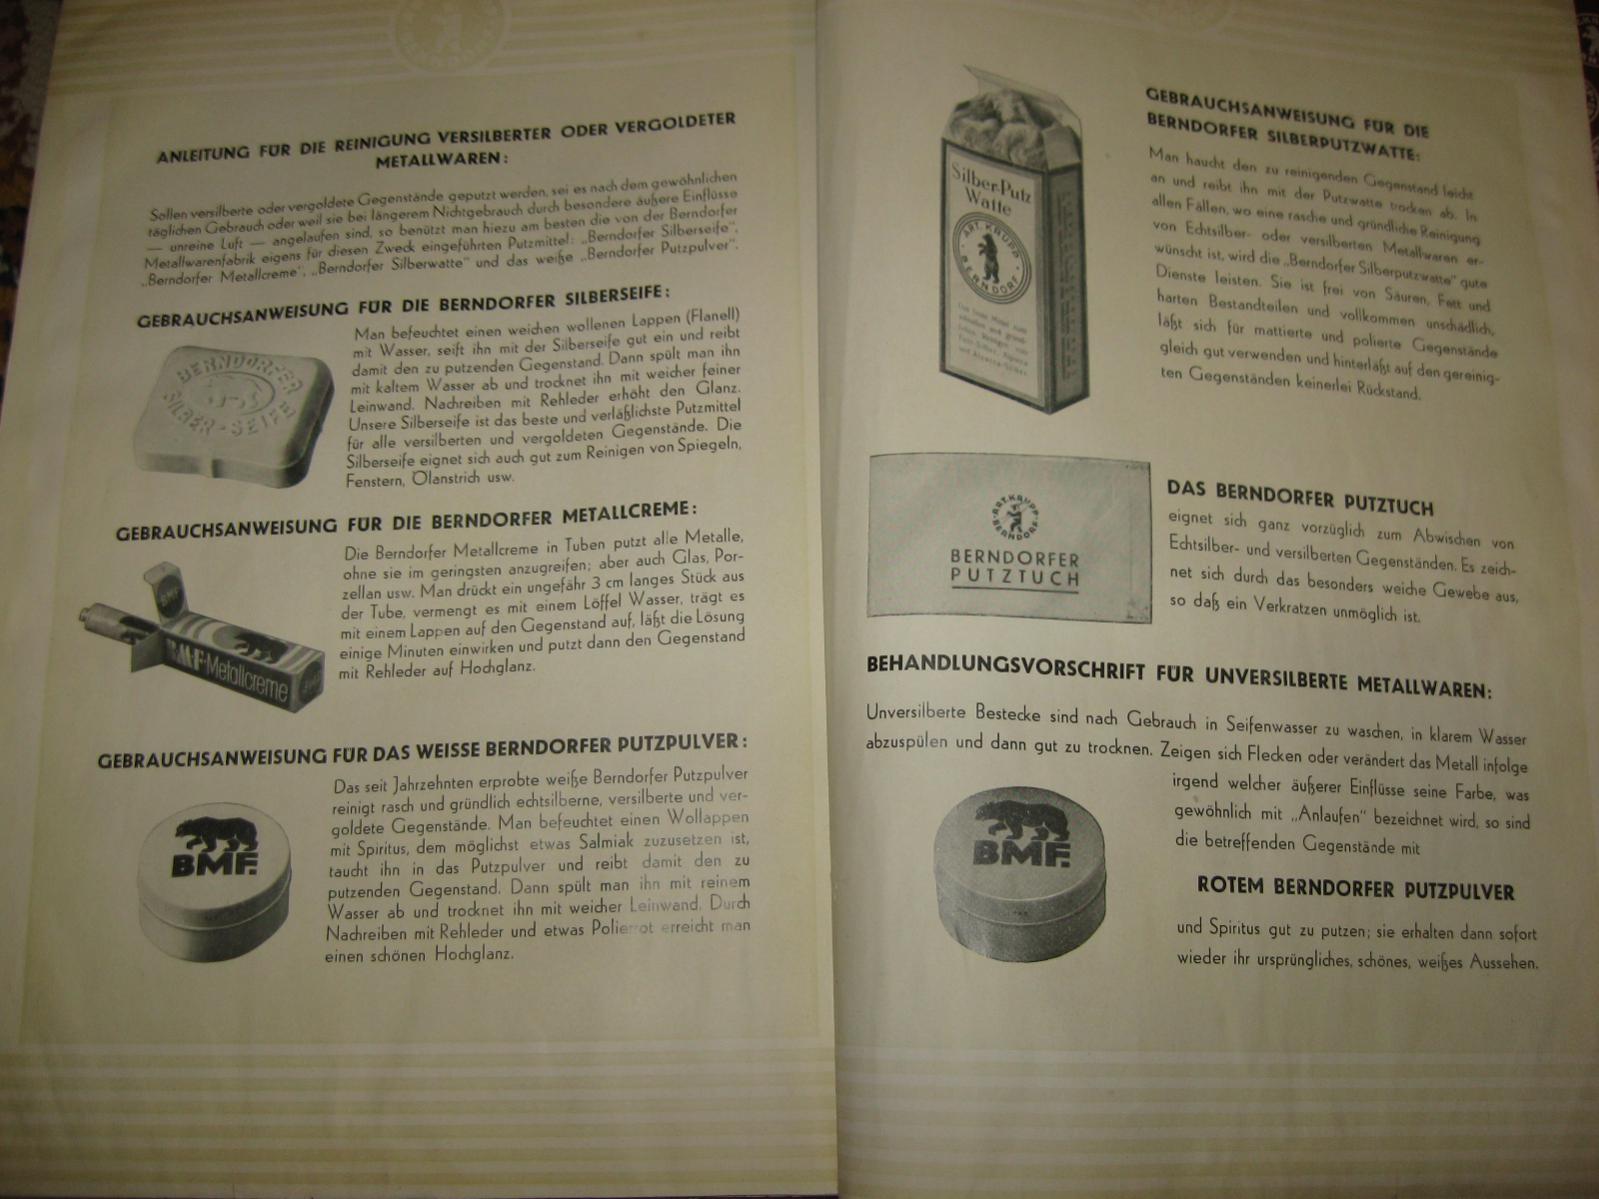 ANLEITUNG FÜR DIE REINIGUNG VERSILBERTER ODER VERGOLDETER
METALLWAREN:
Sollen versilberte oder vergoldete Gegenstände geputzt werden, sei es nach dem gewöhnlichen
täglichen Gebrauch oder weil sie bei längerem Nichtgebrauch durch besondere äußere Einflüsse
— unreine Luft — angelaufen sind, so benützt man hiezu am besten die von der Berndorfer
Metallwarenfabrik eigens für diesen Zweck eingeführten Putzmittel: „Berndorfer Silberseife",
„Berndorfer Metallcreme", „Berndorfer Silberwatte" und das weiße „Berndorfer Putzpulver".
GEBRAUCHSANWEISUNG FÜR DIE BERNDORFER SILBERSEIFE:
BERNDORFER
SILBER-SEIFE
Man befeuchtet einen weichen wollenen Lappen (Flanell)
mit Wasser, seift ihn mit der Silberseife gut ein und reibt
damit den zu putzenden Gegenstand. Dann spült man ihn
mit kaltem Wasser ab und trocknet ihn mit weicher feiner
Leinwand. Nachreiben mit Rehleder erhöht den Glanz.
Unsere Silberseife ist das beste und verläßlichste Putzmittel
für alle versilberten und vergoldeten Gegenstände. Die
Silberseife eignet sich auch gut zum Reinigen von Spiegeln,
Fenstern, Ölanstrich usw.
GEBRAUCHSANWEISUNG FÜR DIE BERNDORFER METALLCREME:
BMF
BMF-Metallcreme
Die Berndorfer Metallcreme in Tuben putzt alle Metalle,
ohne sie im geringsten anzugreifen; aber auch Glas, Por-
zellan usw. Man drückt ein ungefähr 3 cm langes Stück aus
der Tube, vermengt es mit einem Löffel Wasser, trägt es
mit einem Lappen auf den Gegenstand auf, läßt die Lösung
einige Minuten einwirken und putzt dann den Gegenstand
mit Rehleder auf Hochglanz.
GEBRAUCHSANWEISUNG FÜR DAS WEISSE BERNDORFER PUTZPULVER:
BMF.
Das seit Jahrzehnten erprobte weiße Berndorfer Putzpulver
reinigt rasch und gründlich echtsilberne, versilberte und ver-
goldete Gegenstände. Man befeuchtet einen Wollappen
mit Spiritus, dem möglichst etwas Salmiak zuzusetzen ist,
taucht ihn in das Putzpulver und reibt damit den zu
putzenden Gegenstand. Dann spült man ihn mit reinem
Wasser ab und trocknet ihn mit weicher Leinwand. Durch
Nachreiben mit Rehleder und etwas Polierrot erreicht man
einen schönen Hochglanz.
Silber-Putz
Watte
ART. KRUPP
BERNDORF
GEBRAUCHSANWEISUNG FÜR DIE
BERNDORFER SILBERPUTZWATTE:
Man haucht den zu reinigenden Gegenstand leicht
an und reibt ihn mit der Putzwatte trocken ab. In
allen Fällen, wo eine rasche und gründliche Reinigung
von Echtsilber- oder versilberten Metallwaren er-
wünscht ist, wird die „Berndorfer Silberputzwatte" gute
Dienste leisten. Sie ist frei von Säuren, Fett und
harten Bestandteilen und vollkommen unschädlich,
läßt sich für mattierte und polierte Gegenstände
gleich gut verwenden und hinterläßt auf den gereinig-
ten Gegenständen keinerlei Rückstand.
ART. KRUPP
BERNDORF
BERNDORFER
PUTZTUCH
DAS BERNDORFER PUTZTUCH
eignet sich ganz vorzüglich zum Abwischen von
Echtsilber- und versilberten Gegenständen. Es zeich-
net sich durch das besonders weiche Gewebe aus,
so daß ein Verkratzen unmöglich ist.
BEHANDLUNGSVORSCHRIFT FÜR UNVERSILBERTE METALLWAREN:
Unversilberte Bestecke sind nach Gebrauch in Seifenwasser zu waschen, in klarem Wasser
abzuspülen und dann gut zu trocknen. Zeigen sich Flecken oder verändert das Metall infolge
irgend welcher äußerer Einflüsse seine Farbe, was
gewöhnlich mit „Anlaufen" bezeichnet wird, so sind
die betreffenden Gegenstände mit
BMF.
ROTEM BERNDORFER PUTZPULVER
und Spiritus gut zu putzen; sie erhalten dann sofort
wieder ihr ursprüngliches, schönes, weißes Aussehen.